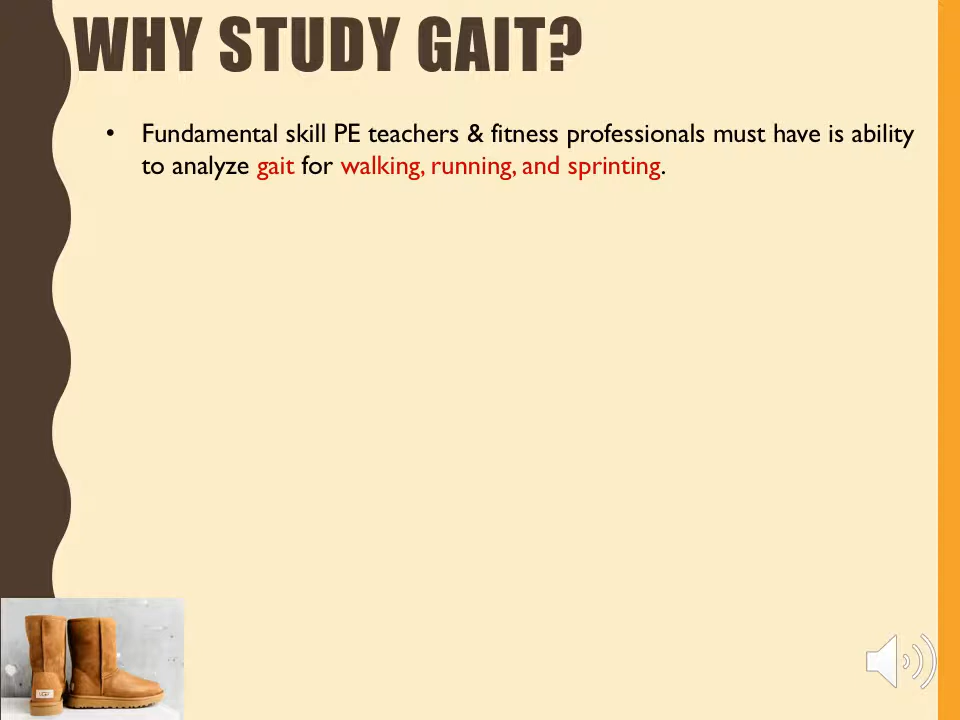 WHY STUDY GAIT?
• Fundamental skill PE teachers & fitness professionals must have is ability
to analyze gait for walking, running, and sprinting.
UGG